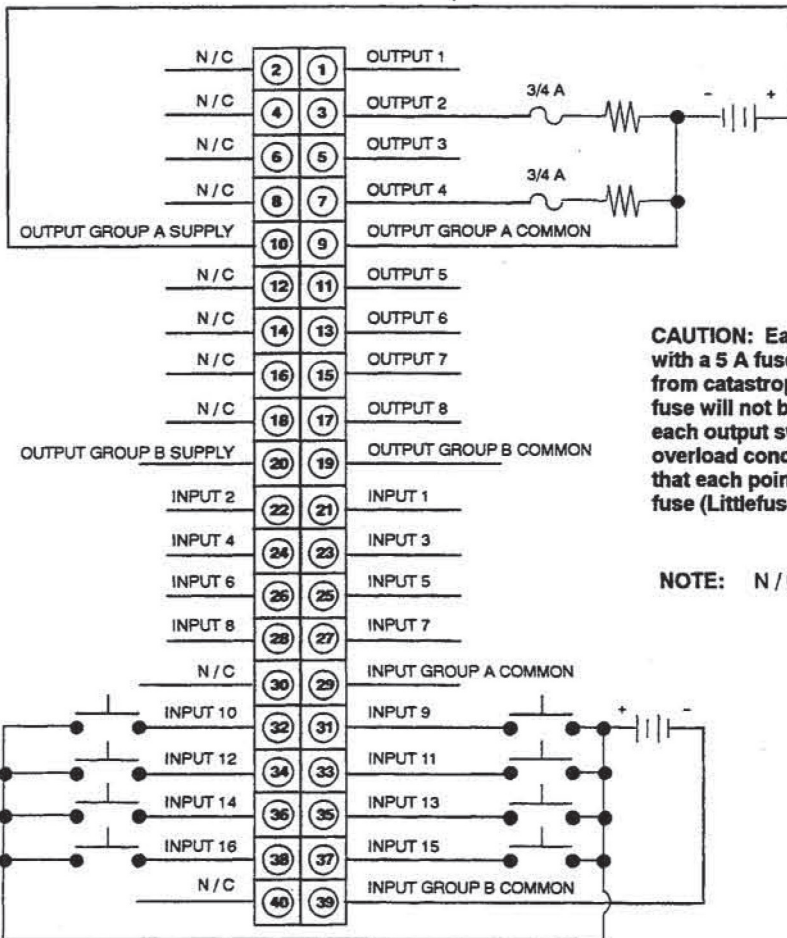 N/C 2 1 OUTPUT 1
3/4 A - +
N/C 4 3 OUTPUT 2
N/C 6 5 OUTPUT 3
3/4 A
N/C 8 7 OUTPUT 4
OUTPUT GROUP A SUPPLY 10 9 OUTPUT GROUP A COMMON
N/C 12 11 OUTPUT 5
N/C 14 13 OUTPUT 6
N/C 16 15 OUTPUT 7
N/C 18 17 OUTPUT 8
OUTPUT GROUP B SUPPLY 20 19 OUTPUT GROUP B COMMON
INPUT 2 22 21 INPUT 1
INPUT 4 24 23 INPUT 3
INPUT 6 26 25 INPUT 5
INPUT 8 28 27 INPUT 7
N/C 30 29 INPUT GROUP A COMMON
INPUT 10 32 31 INPUT 9 + -
INPUT 12 34 33 INPUT 11
INPUT 14 36 35 INPUT 13
INPUT 16 38 37 INPUT 15
N/C 40 39 INPUT GROUP B COMMON
CAUTION: Ea
with a 5 A fuse
from catastrop
fuse will not b
each output s
overload cond
that each poin
fuse (Littlefus
NOTE: N /